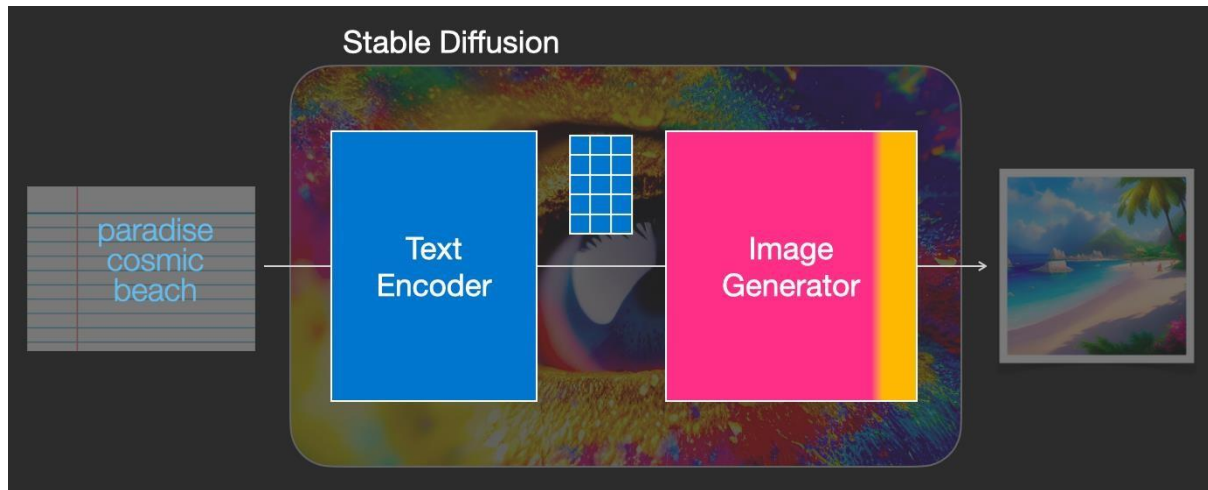 Stable Diffusion
paradise
cosmic
beach
Text
Encoder
Image
Generator